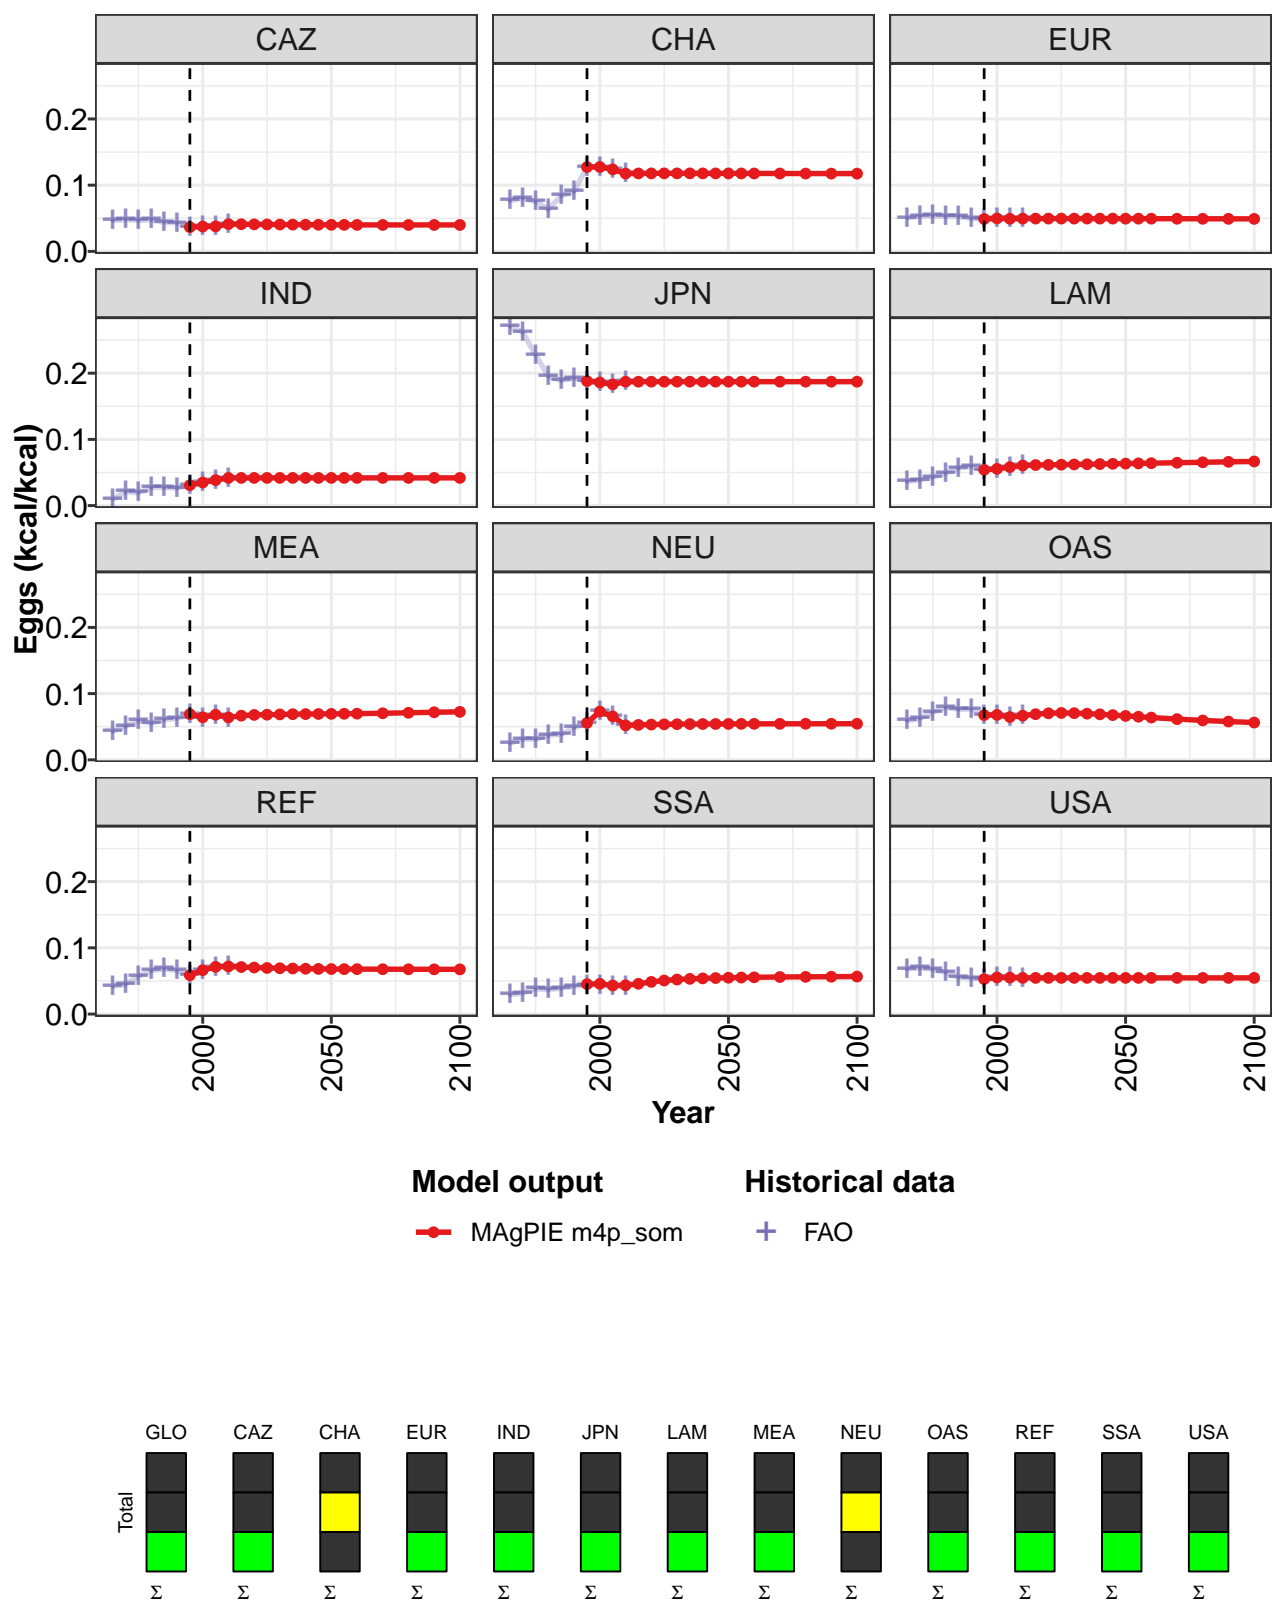 CAZ CHA EUR
0.2
0.1
0.0
IND JPN LAM
0.2
0.1
0.0
MEA NEU OAS
0.2
0.1
0.0
REF SSA USA
0.2
0.1
0.0
Eggs (kcal/kcal)
2000 2050 2100 2000 2050 2100 2000 2050 2100
Year
Model output Historical data
MAgPIE m4p_som FAO
GLO CAZ CHA EUR IND JPN LAM MEA NEU OAS REF SSA USA
Total
Σ Σ Σ Σ Σ Σ Σ Σ Σ Σ Σ Σ Σ